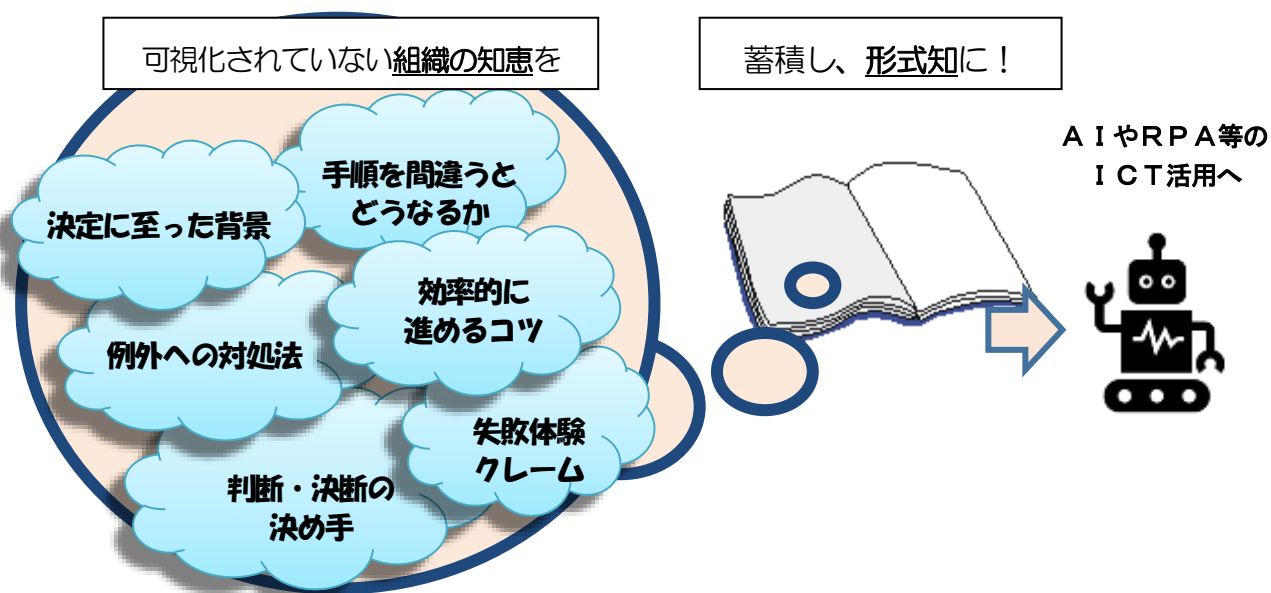 可視化されていない組織の知恵を
蓄積し、形式知に！
ＡＩやＲＰＡ等の
ＩＣＴ活用へ
手順を間違うと
どうなるか
決定に至った背景
効率的に
進めるコツ
例外への対処法
失敗体験
クレーム
判断・決断の
決め手